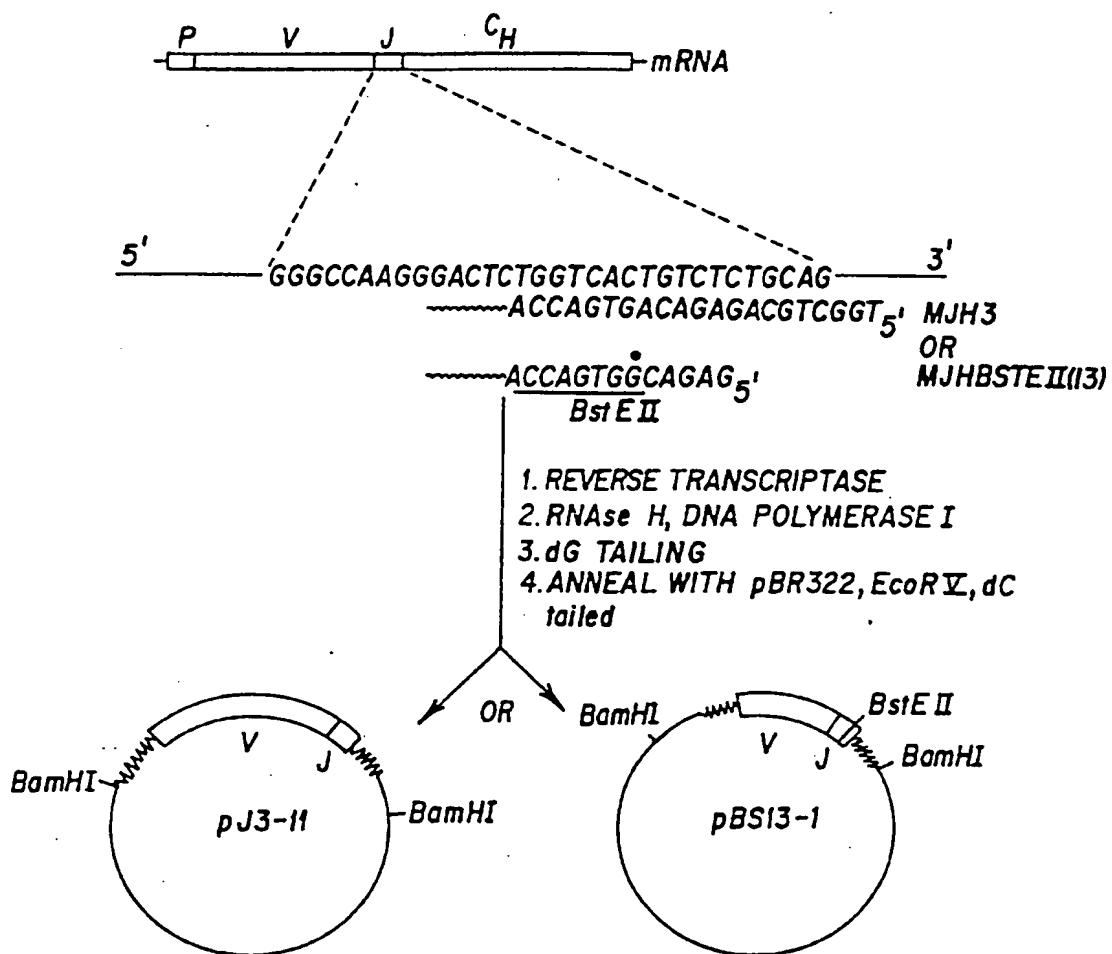 P V J CH
mRNA
5' 3'
GGGCCAAGGGACTCTGGTCACTGTCTCTGCAG
ACCAGTGACAGAGACGTCGGT5' MJH3
OR
MJHBSTEII(13)
ACCAGTGGCAGAG5'
BstEII
1. REVERSE TRANSCRIPTASE
2. RNAse H, DNA POLYMERASE I
3. dG TAILING
4. ANNEAL WITH pBR322, EcoRV, dC
tailed
OR
BamHI
V
J
BamHI
pJ3-11
BamHI
V
J
BstEII
BamHI
pBS13-1